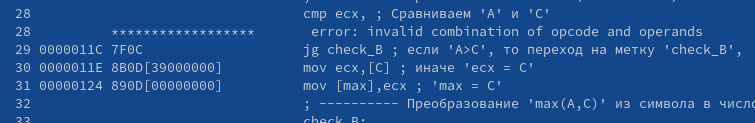 28 cmp ecx, ; Сравниваем 'A' и 'C'
28 ****************** error: invalid combination of opcode and operands
29 0000011C 7F0C jg check_B ; если 'A>C', то переход на метку 'check_B',
30 0000011E 8B0D[39000000] mov ecx,[C] ; иначе 'ecx = C'
31 00000124 890D[00000000] mov [max],ecx ; 'max = C'
32 ; ---------- Преобразование 'max(A,C)' из символа в число
33 check_B: